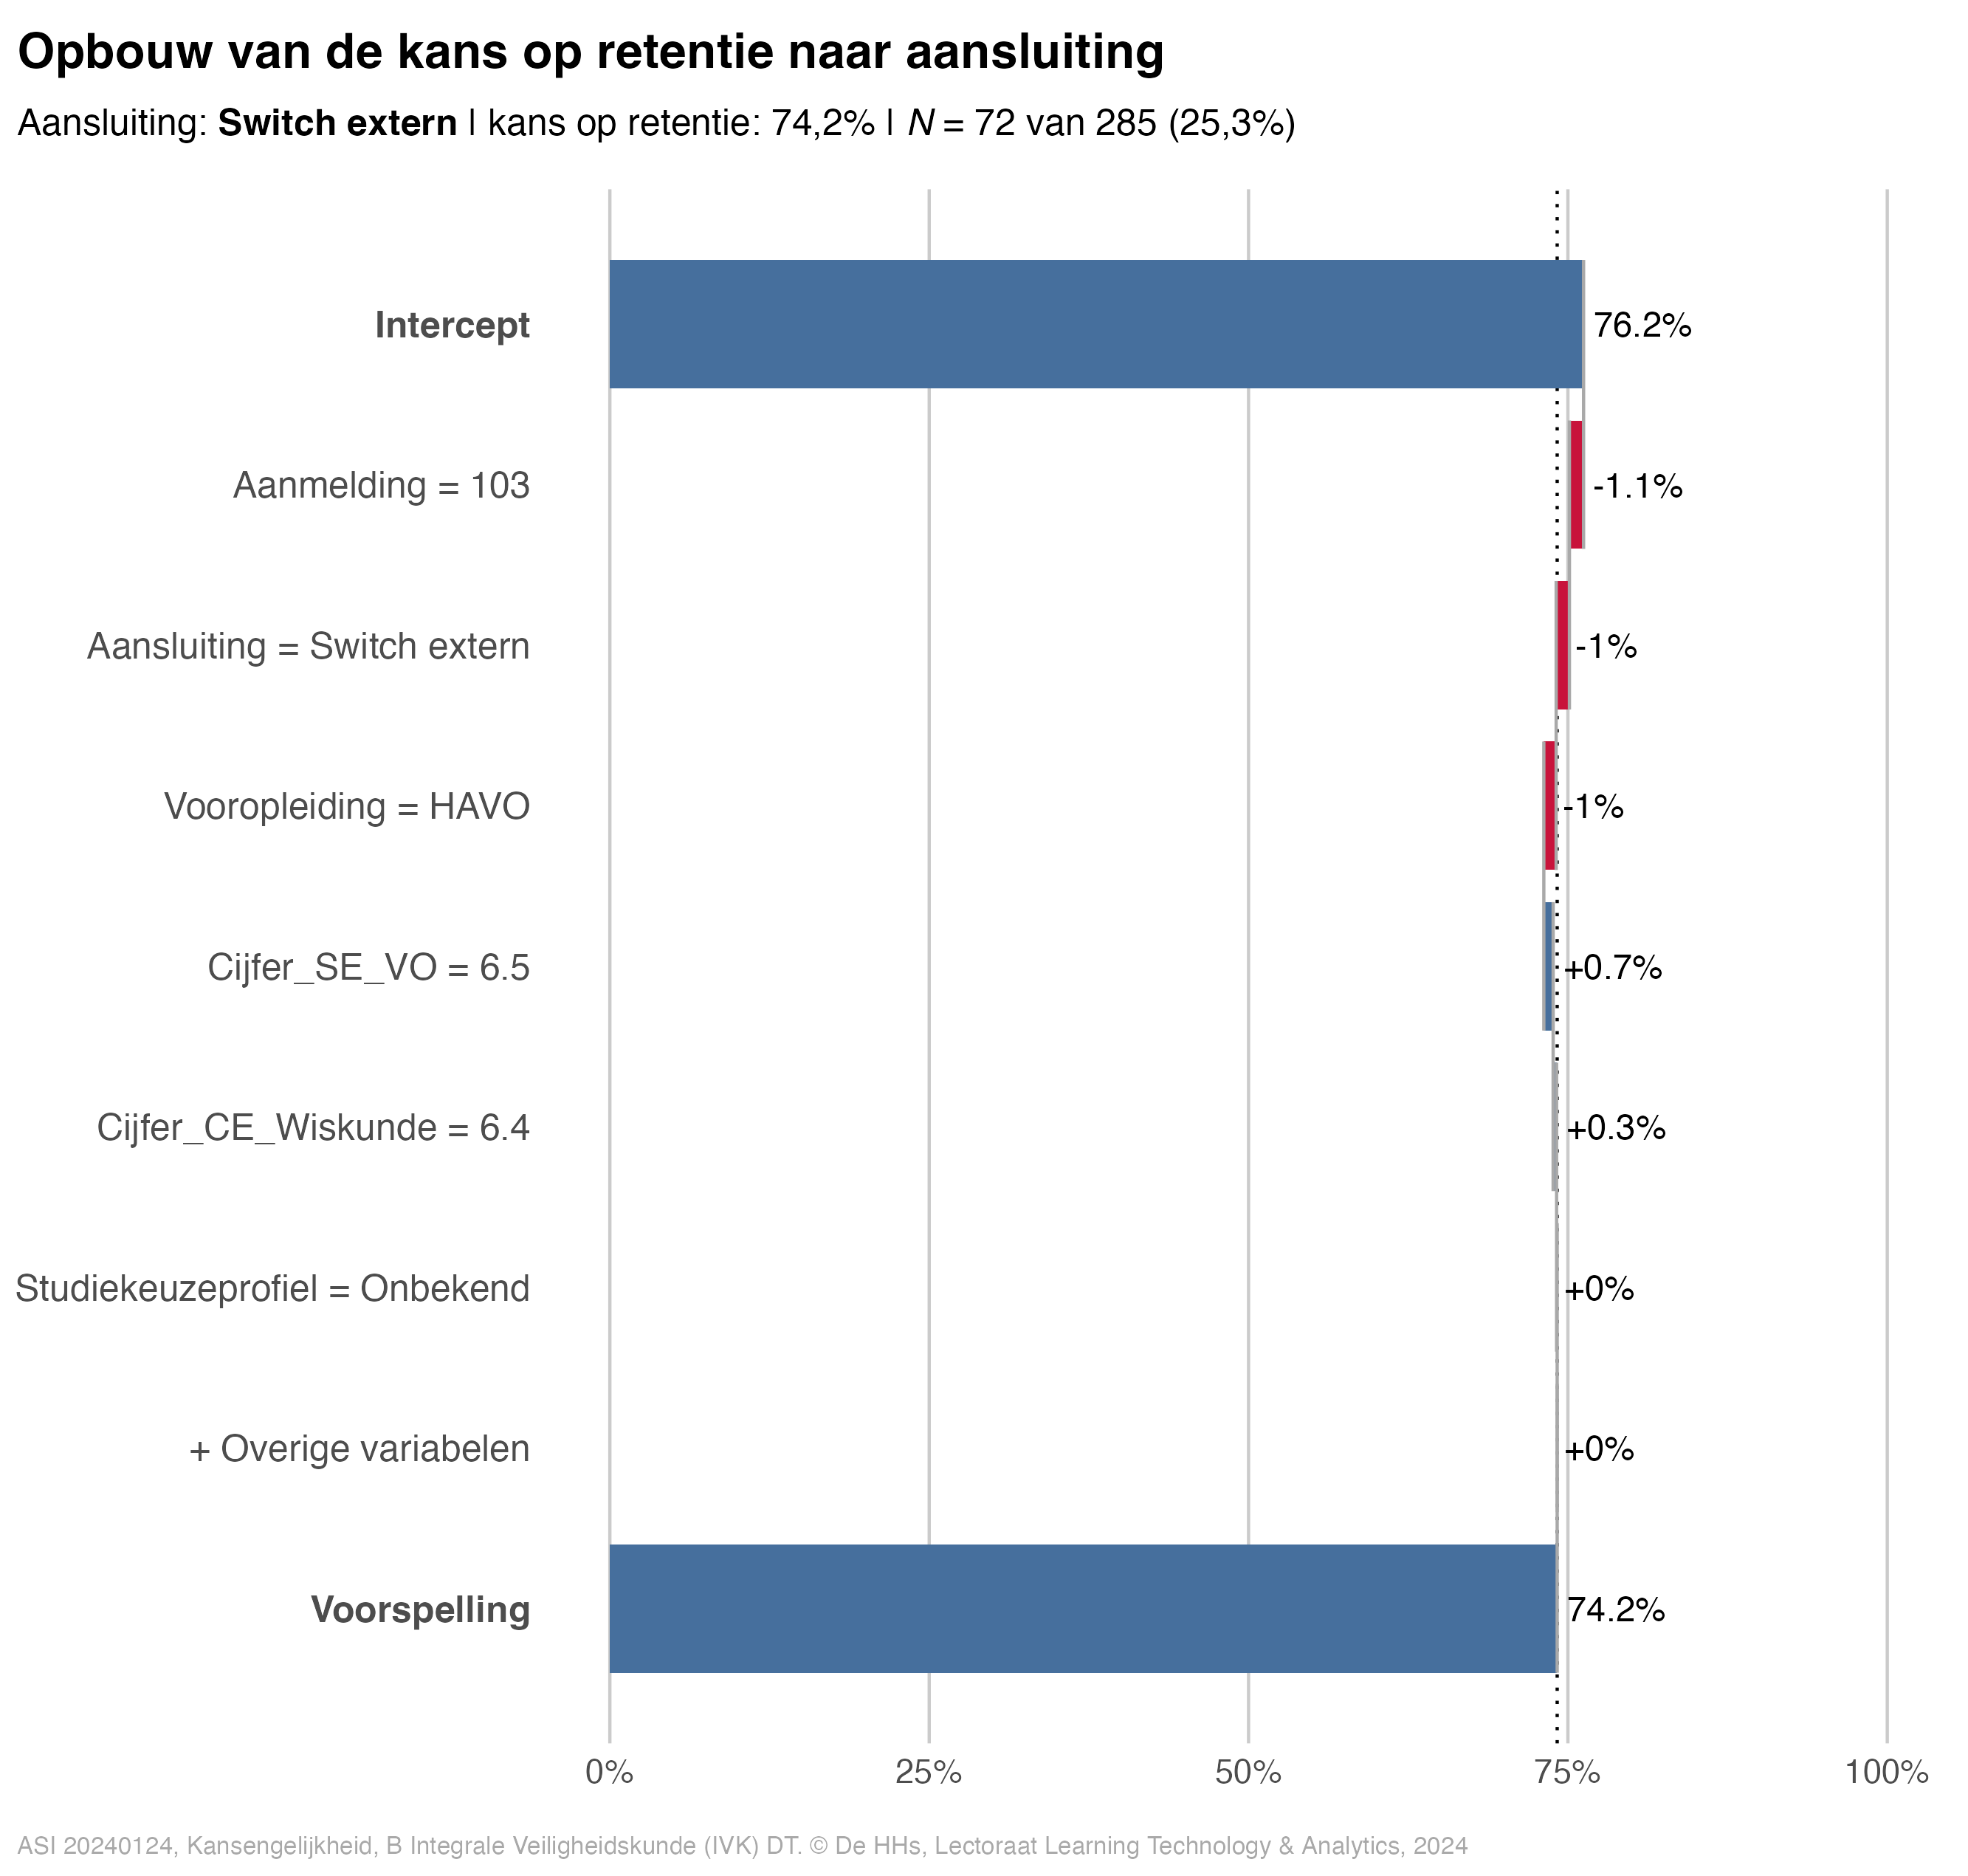 Opbouw van de kans op retentie naar aansluiting
Aansluiting: Switch extern | kans op retentie: 74,2% | N = 72 van 285 (25,3%)
Intercept 76.2%
Aanmelding = 103 -1.1%
Aansluiting = Switch extern -1%
Vooropleiding = HAVO -1%
Cijfer_SE_VO = 6.5 +0.7%
Cijfer_CE_Wiskunde = 6.4 +0.3%
Studiekeuzeprofiel = Onbekend +0%
+ Overige variabelen +0%
Voorspelling 74.2%
0% 25% 50% 75% 100%
ASI 20240124, Kansengelijkheid, B Integrale Veiligheidskunde (IVK) DT. © De HHs, Lectoraat Learning Technology & Analytics, 2024